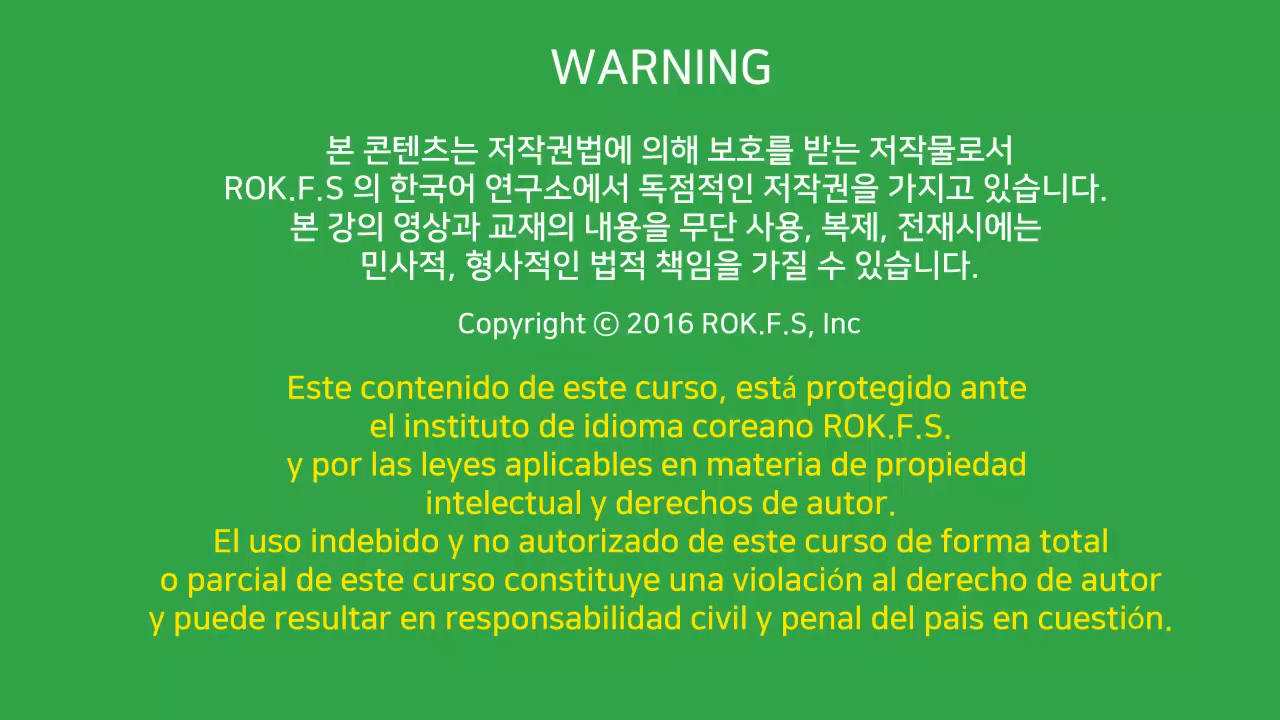 WARNING
본 콘텐츠는 저작권법에 의해 보호를 받는 저작물로서
ROK.F.S 의 한국어 연구소에서 독점적인 저작권을 가지고 있습니다.
본 강의 영상과 교재의 내용을 무단 사용, 복제, 전재시에는
민사적, 형사적인 법적 책임을 가질 수 있습니다.
Copyright ⓒ 2016 ROK.F.S, Inc
Este contenido de este curso, está protegido ante
el instituto de idioma coreano ROK.F.S.
y por las leyes aplicables en materia de propiedad
intelectual y derechos de autor.
El uso indebido y no autorizado de este curso de forma total
o parcial de este curso constituye una violación al derecho de autor
y puede resultar en responsabilidad civil y penal del pais en cuestión.